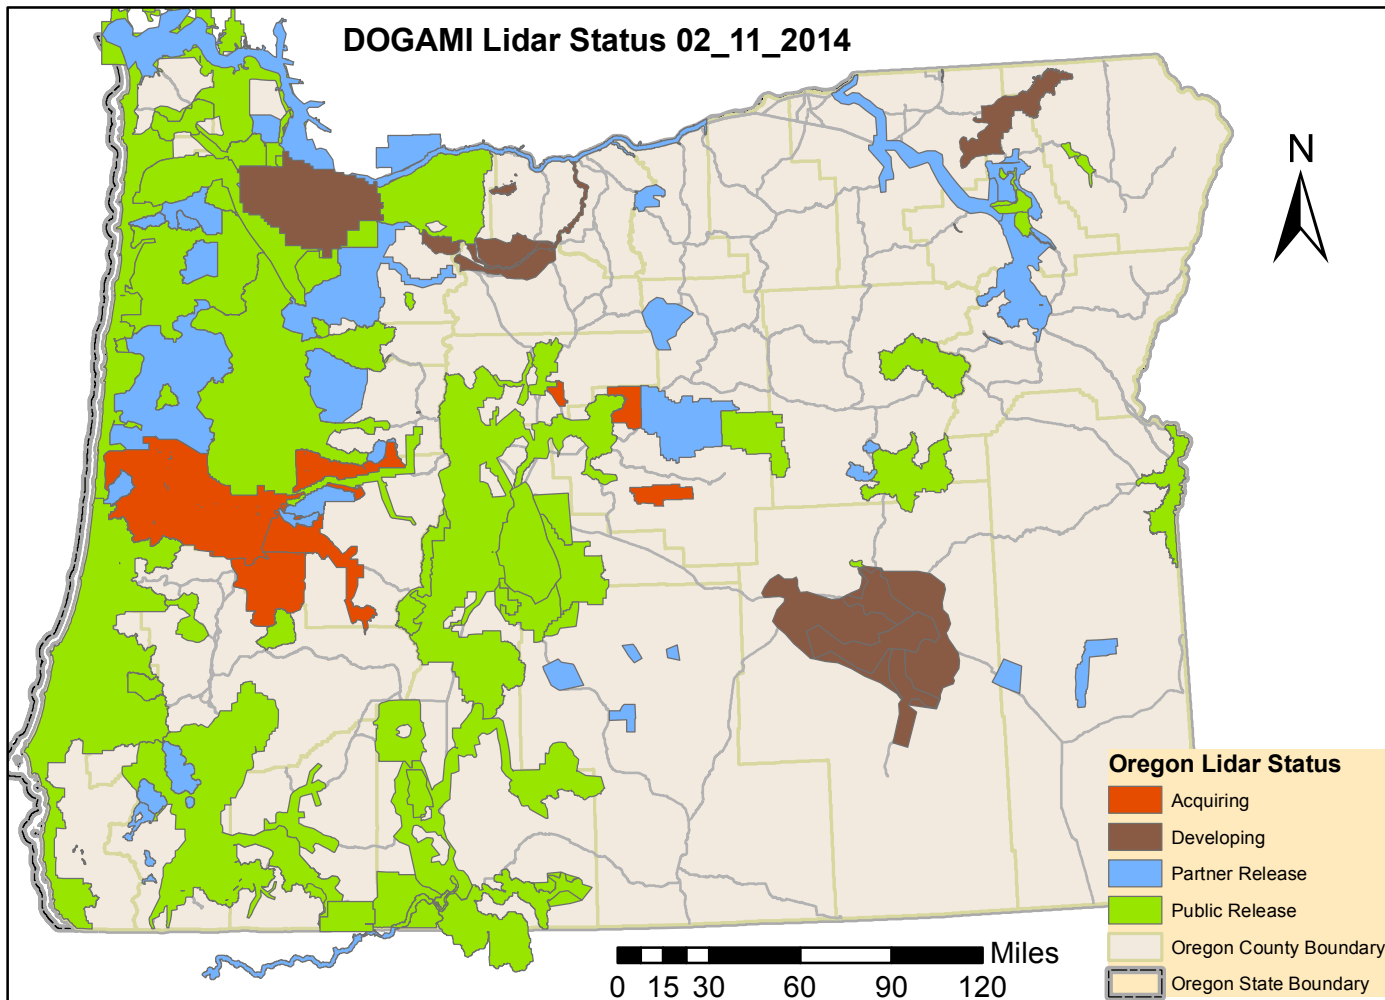 DOGAMI Lidar Status 02_11_2014
N
Oregon Lidar Status
Acquiring
Developing
Partner Release
Public Release
Oregon County Boundary
Oregon State Boundary
Miles
0 15 30 60 90 120